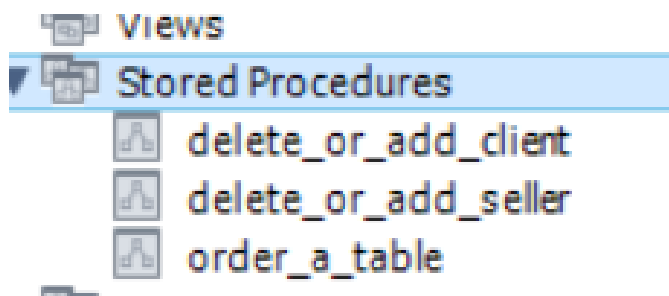 Views
Stored Procedures
delete_or_add_client
delete_or_add_seller
order_a_table